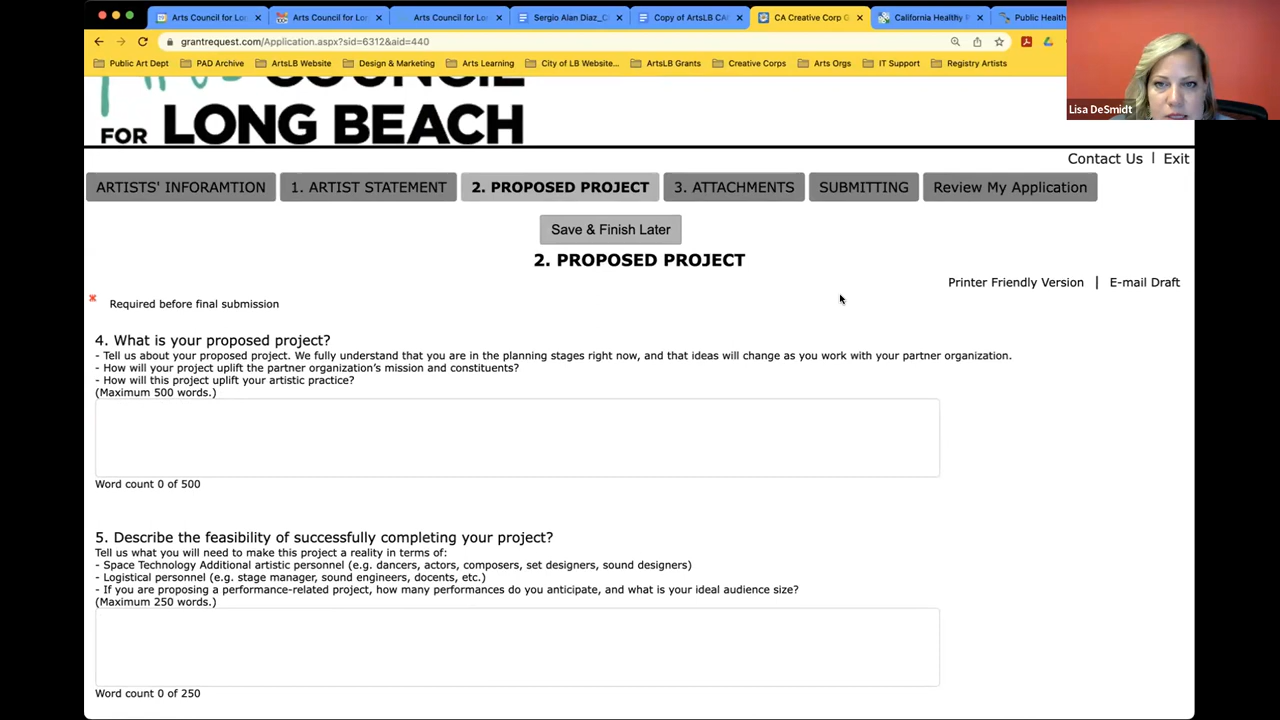 Arts Council for Lo
Arts Council for Lon
Arts Council for Lon
Sergio Alan Diaz_C
Copy of ArtsLB CAI
CA Creative Corp G
California Healthy P
Public Health
grantrequest.com/Application.aspx?sid=6312&aid=440
Public Art Dept
PAD Archive
ArtsLB Website
Design & Marketing
Arts Learning
City of LB Website...
ArtsLB Grants
Creative Corps
Arts Orgs
IT Support
Registry Artists
Lisa DeSmidt
COUNCIL
FOR LONG BEACH
Contact Us | Exit
ARTISTS' INFORAMTION
1. ARTIST STATEMENT
2. PROPOSED PROJECT
3. ATTACHMENTS
SUBMITTING
Review My Application
Save & Finish Later
2. PROPOSED PROJECT
Printer Friendly Version | E-mail Draft
Required before final submission
4. What is your proposed project?
- Tell us about your proposed project. We fully understand that you are in the planning stages right now, and that ideas will change as you work with your partner organization.
- How will your project uplift the partner organization's mission and constituents?
- How will this project uplift your artistic practice?
(Maximum 500 words.)
Word count 0 of 500
5. Describe the feasibility of successfully completing your project?
Tell us what you will need to make this project a reality in terms of:
- Space Technology Additional artistic personnel (e.g. dancers, actors, composers, set designers, sound designers)
- Logistical personnel (e.g. stage manager, sound engineers, docents, etc.)
- If you are proposing a performance-related project, how many performances do you anticipate, and what is your ideal audience size?
(Maximum 250 words.)
Word count 0 of 250